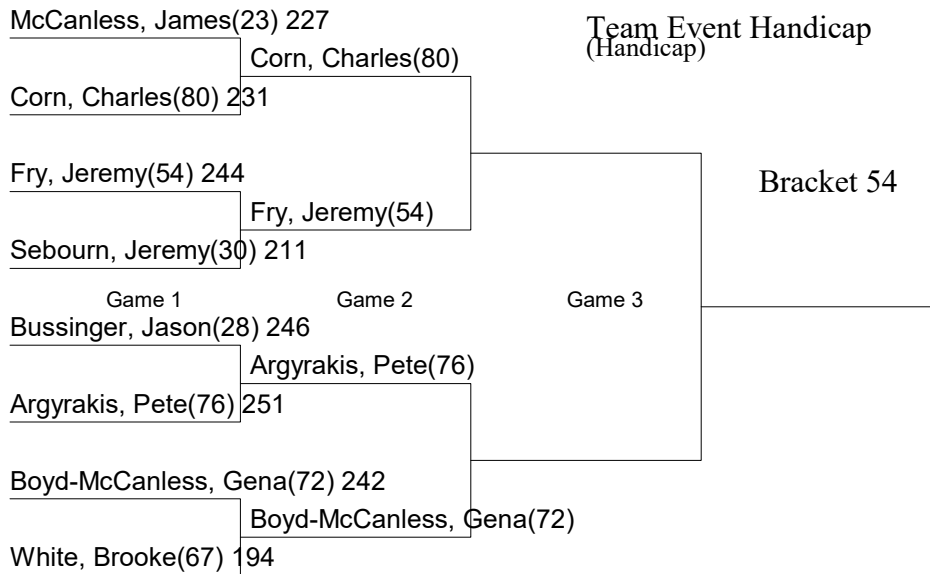 McCanless, James(23) 227
Team Event Handicap
(Handicap)
Corn, Charles(80)
Corn, Charles(80) 231
Fry, Jeremy(54) 244
Bracket 54
Fry, Jeremy(54)
Sebourn, Jeremy(30) 211
Game 1 Game 2 Game 3
Bussinger, Jason(28) 246
Argyrakis, Pete(76)
Argyrakis, Pete(76) 251
Boyd-McCanless, Gena(72) 242
Boyd-McCanless, Gena(72)
White, Brooke(67) 194